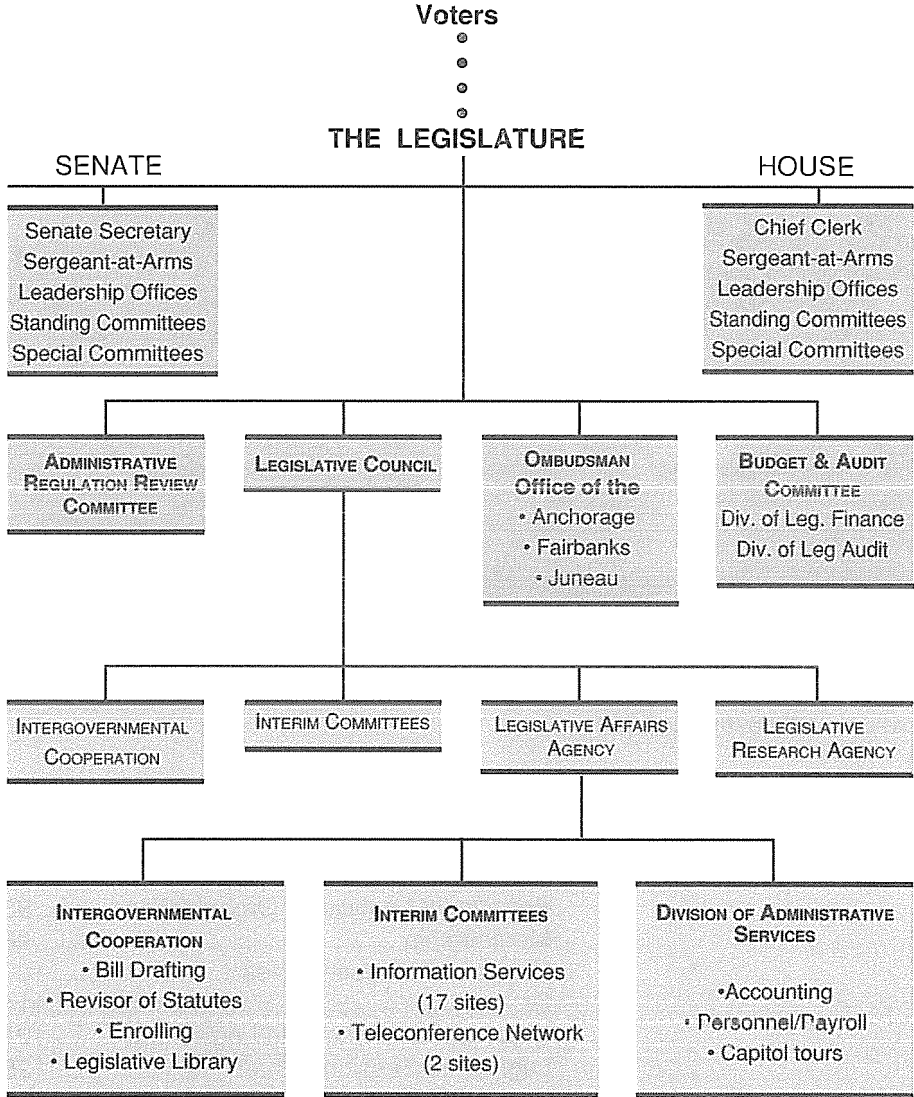 Voters
THE LEGISLATURE
SENATE
HOUSE
Senate Secretary
Sergeant-at-Arms
Leadership Offices
Standing Committees
Special Committees
Chief Clerk
Sergeant-at-Arms
Leadership Offices
Standing Committees
Special Committees
ADMINISTRATIVE
REGULATION REVIEW
COMMITTEE
LEGISLATIVE COUNCIL
OMBUDSMAN
Office of the
• Anchorage
• Fairbanks
• Juneau
BUDGET & AUDIT
COMMITTEE
Div. of Leg. Finance
Div. of Leg Audit
INTERGOVERNMENTAL
COOPERATION
INTERIM COMMITTEES
LEGISLATIVE AFFAIRS
AGENCY
LEGISLATIVE
RESEARCH AGENCY
INTERGOVERNMENTAL
COOPERATION
• Bill Drafting
• Revisor of Statutes
• Enrolling
• Legislative Library
INTERIM COMMITTEES
• Information Services
(17 sites)
• Teleconference Network
(2 sites)
DIVISION OF ADMINISTRATIVE
SERVICES
•Accounting
• Personnel/Payroll
• Capitol tours